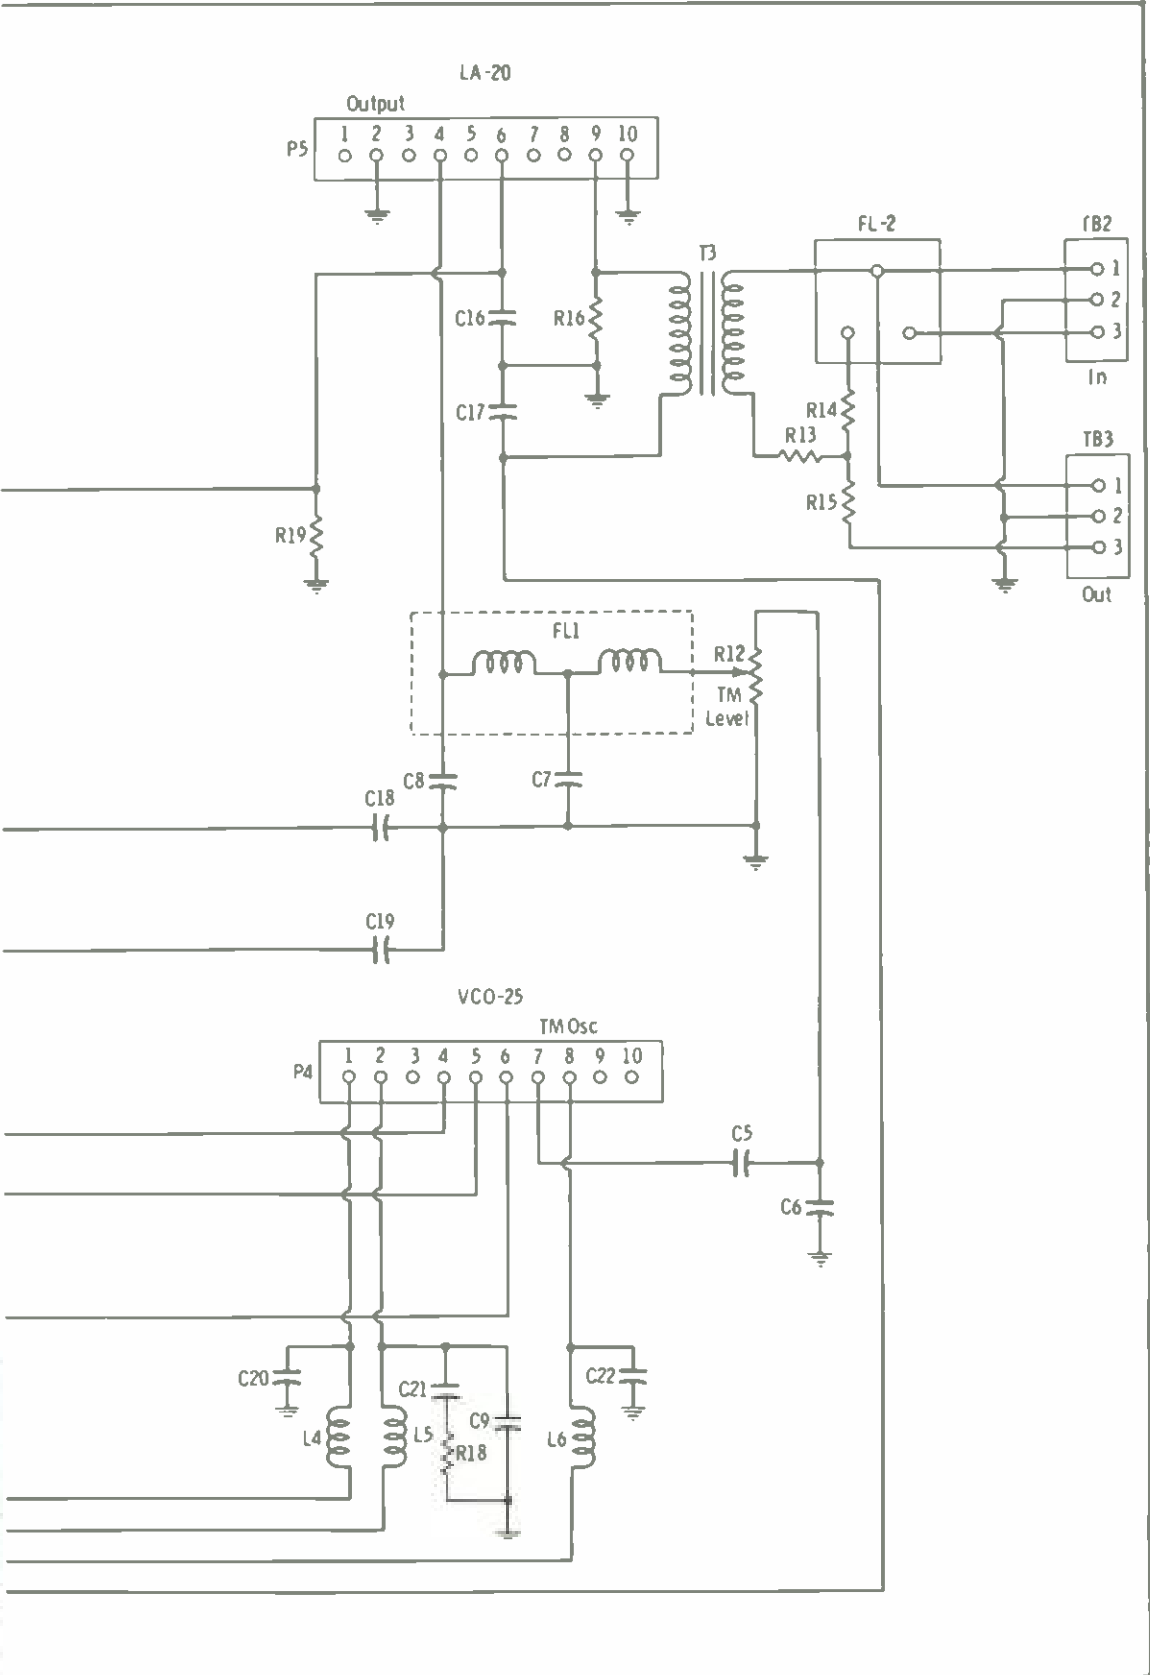 LA-20
Output
P5
1 2 3 4 5 6 7 8 9 10
FL-2
TB2
T3
1
2
C16
R16
3
In
C17
R14
R13
TB3
1
R15
2
R19
3
Out
FL1
R12
TM
Level
C8
C7
C18
C19
VCO-25
TM Osc
P4
1 2 3 4 5 6 7 8 9 10
C5
C6
C20
C21
C22
C9
L4
L5
R18
L6